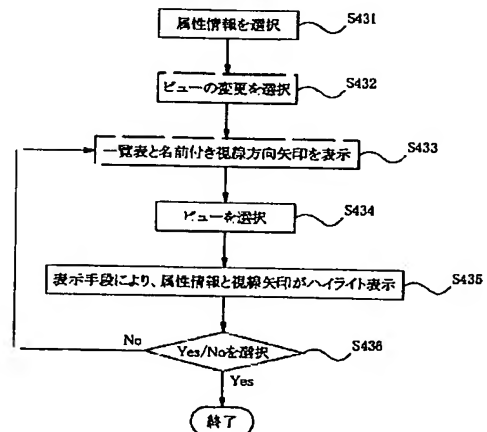 属性情報を選択
S431
ビューの変更を選択
S432
一覧表と名前付き視線方向矢印を表示
S433
ビューを選択
S434
表示手段により、属性情報と視線矢印がハイライト表示
S435
No
Yes/Noを選択
S436
Yes
終了